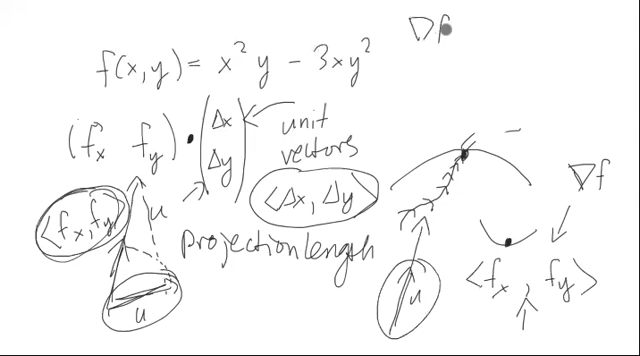 ∇f
f(x,y) = x²y − 3xy²
(fx fy) · (Δx Δy)
unit vectors
⟨Δx, Δy⟩
∇f
⟨fx, fy⟩
u
projection length
⟨fx, fy⟩
u
u